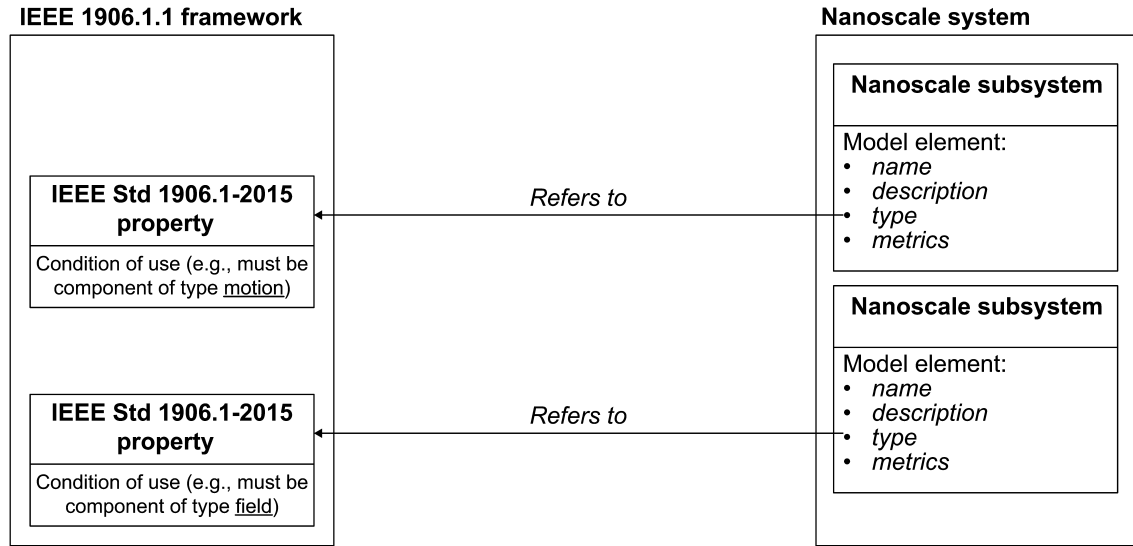 IEEE 1906.1.1 framework
IEEE Std 1906.1-2015
property
Condition of use (e.g., must be
component of type motion)
IEEE Std 1906.1-2015
property
Condition of use (e.g., must be
component of type field)
Refers to
Refers to
Nanoscale system
Nanoscale subsystem
Model element:
• name
• description
• type
• metrics
Nanoscale subsystem
Model element:
• name
• description
• type
• metrics